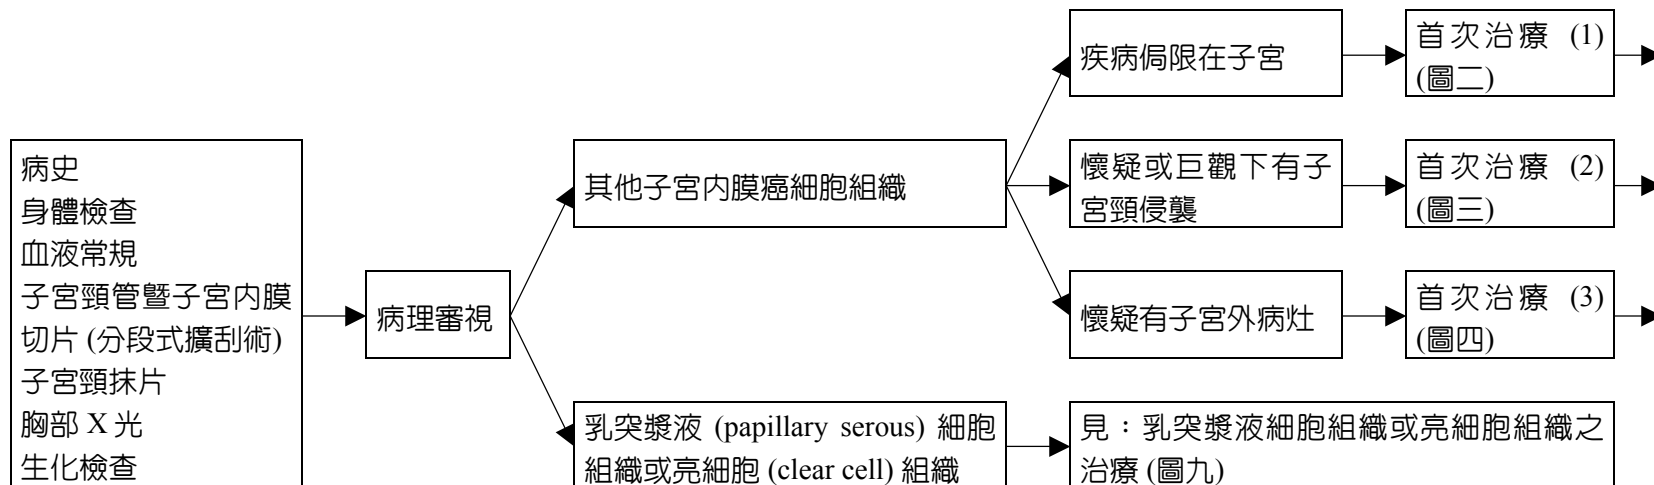 病史
身體檢查
血液常規
子宮頸管暨子宮內膜
切片 (分段式擴刮術)
子宮頸抹片
胸部 X 光
生化檢查
病理審視
其他子宮內膜癌細胞組織
乳突漿液 (papillary serous) 細胞
組織或亮細胞 (clear cell) 組織
疾病侷限在子宮
首次治療 (1)
(圖二)
懷疑或巨觀下有子
宮頸侵襲
首次治療 (2)
(圖三)
懷疑有子宮外病灶
首次治療 (3)
(圖四)
見：乳突漿液細胞組織或亮細胞組織之
治療 (圖九)